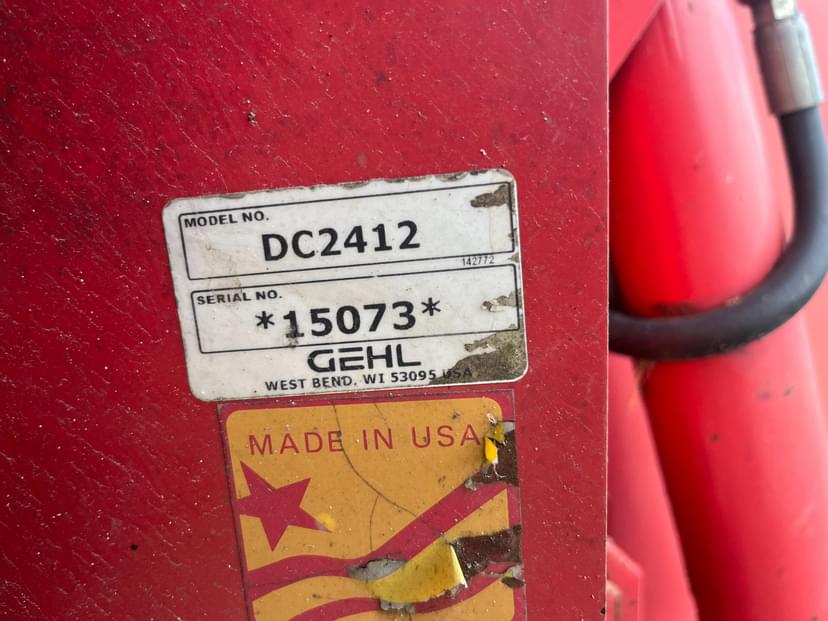 MODEL NO.
DC2412
142772
SERIAL NO.
*15073*
GEHL
WEST BEND, WI 53095 USA
MADE IN USA